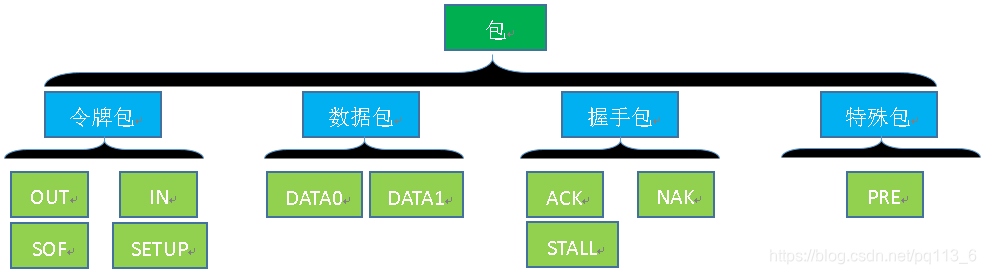 包
令牌包 数据包 握手包 特殊包
OUT IN DATA0 DATA1 ACK NAK PRE
SOF SETUP STALL
https://blog.csdn.net/pq113_6